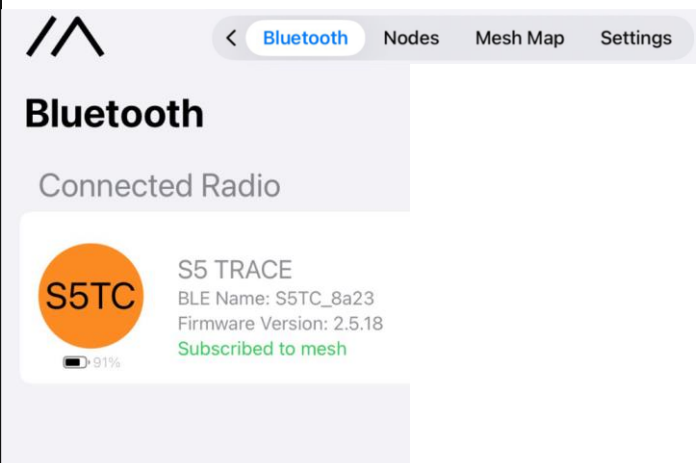 Bluetooth Nodes Mesh Map Settings
Bluetooth
Connected Radio
S5TC
91%
S5 TRACE
BLE Name: S5TC_8a23
Firmware Version: 2.5.18
Subscribed to mesh